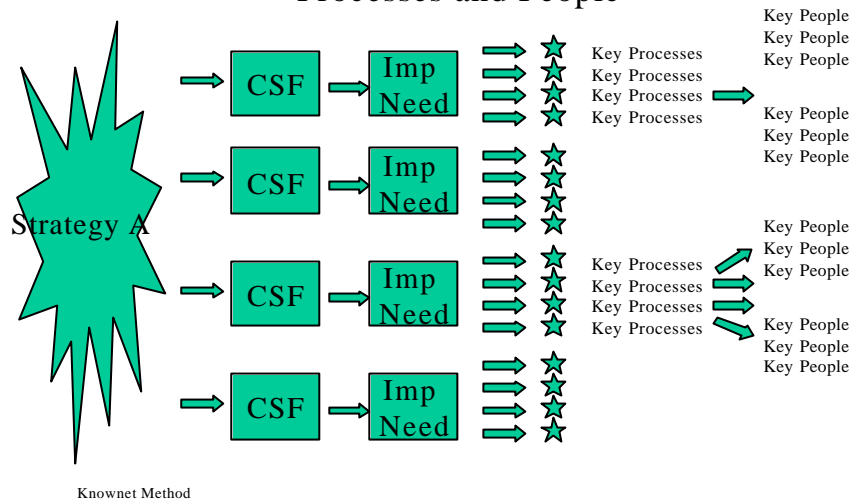 Processes and People
Strategy A
CSF
Imp
Need
Key Processes
Key Processes
Key Processes
Key Processes
Key People
Key People
Key People
Key People
Key People
Key People
CSF
Imp
Need
CSF
Imp
Need
Key Processes
Key Processes
Key Processes
Key Processes
Key People
Key People
Key People
Key People
Key People
Key People
CSF
Imp
Need
Knownet Method